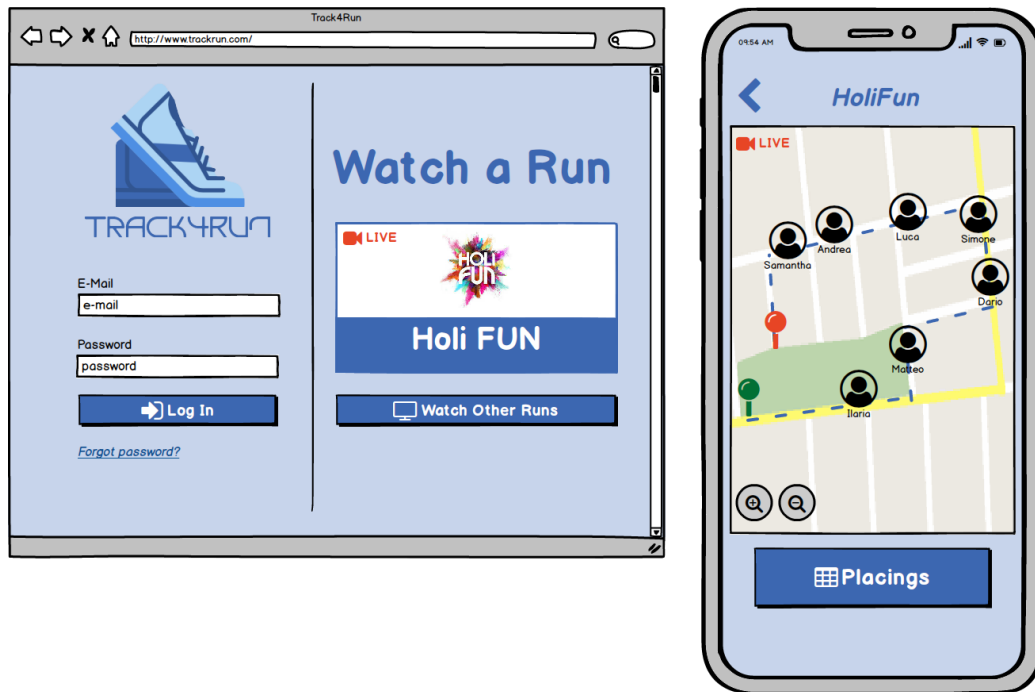 Track4Run
http://www.trackrun.com/
TRACK4RUN
E-Mail
e-mail
Password
password
Log In
Forgot password?
Watch a Run
LIVE
HOLI
FUN
Holi FUN
Watch Other Runs
09:54 AM
HoliFun
LIVE
Samantha
Andrea
Luca
Simone
Dario
Matteo
Ilaria
Placings